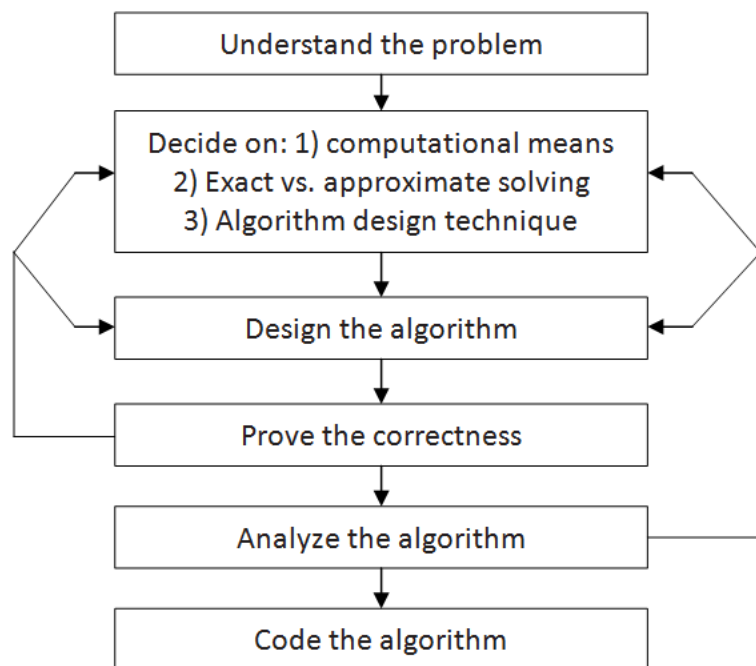 Understand the problem
Decide on: 1) computational means
2) Exact vs. approximate solving
3) Algorithm design technique
Design the algorithm
Prove the correctness
Analyze the algorithm
Code the algorithm